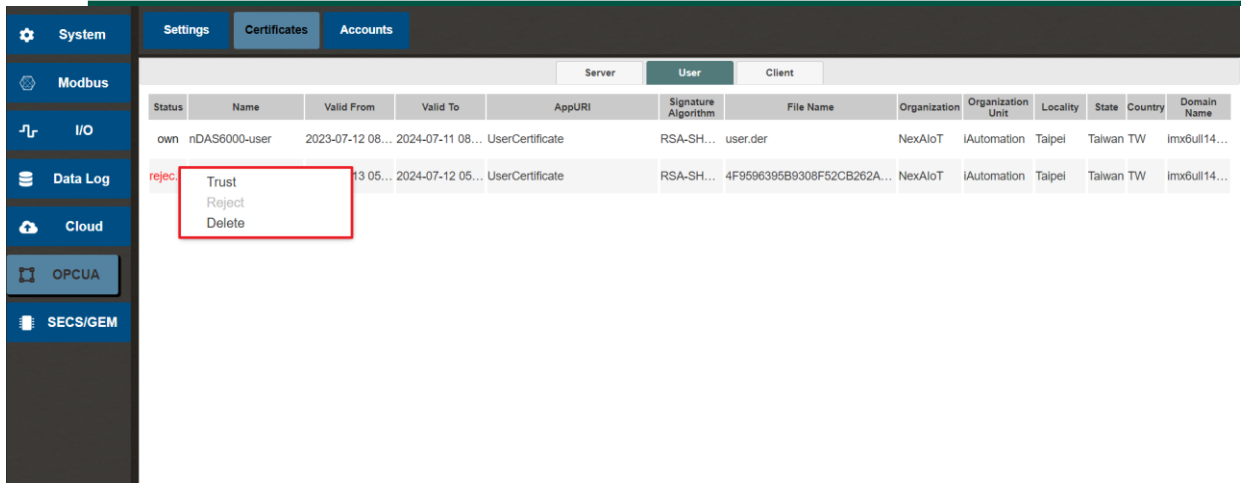 System
Settings Certificates Accounts
Modbus
Server User Client
Status Name Valid From Valid To AppURI Signature Algorithm File Name Organization Organization Unit Locality State Country Domain Name
I/O
own nDAS6000-user 2023-07-12 08… 2024-07-11 08… UserCertificate RSA-SH… user.der NexAIoT iAutomation Taipei Taiwan TW imx6ull14…
Data Log
rejec. 13 05… 2024-07-12 05… UserCertificate RSA-SH… 4F9596395B9308F52CB262A… NexAIoT iAutomation Taipei Taiwan TW imx6ull14…
Trust
Reject
Delete
Cloud
OPCUA
SECS/GEM